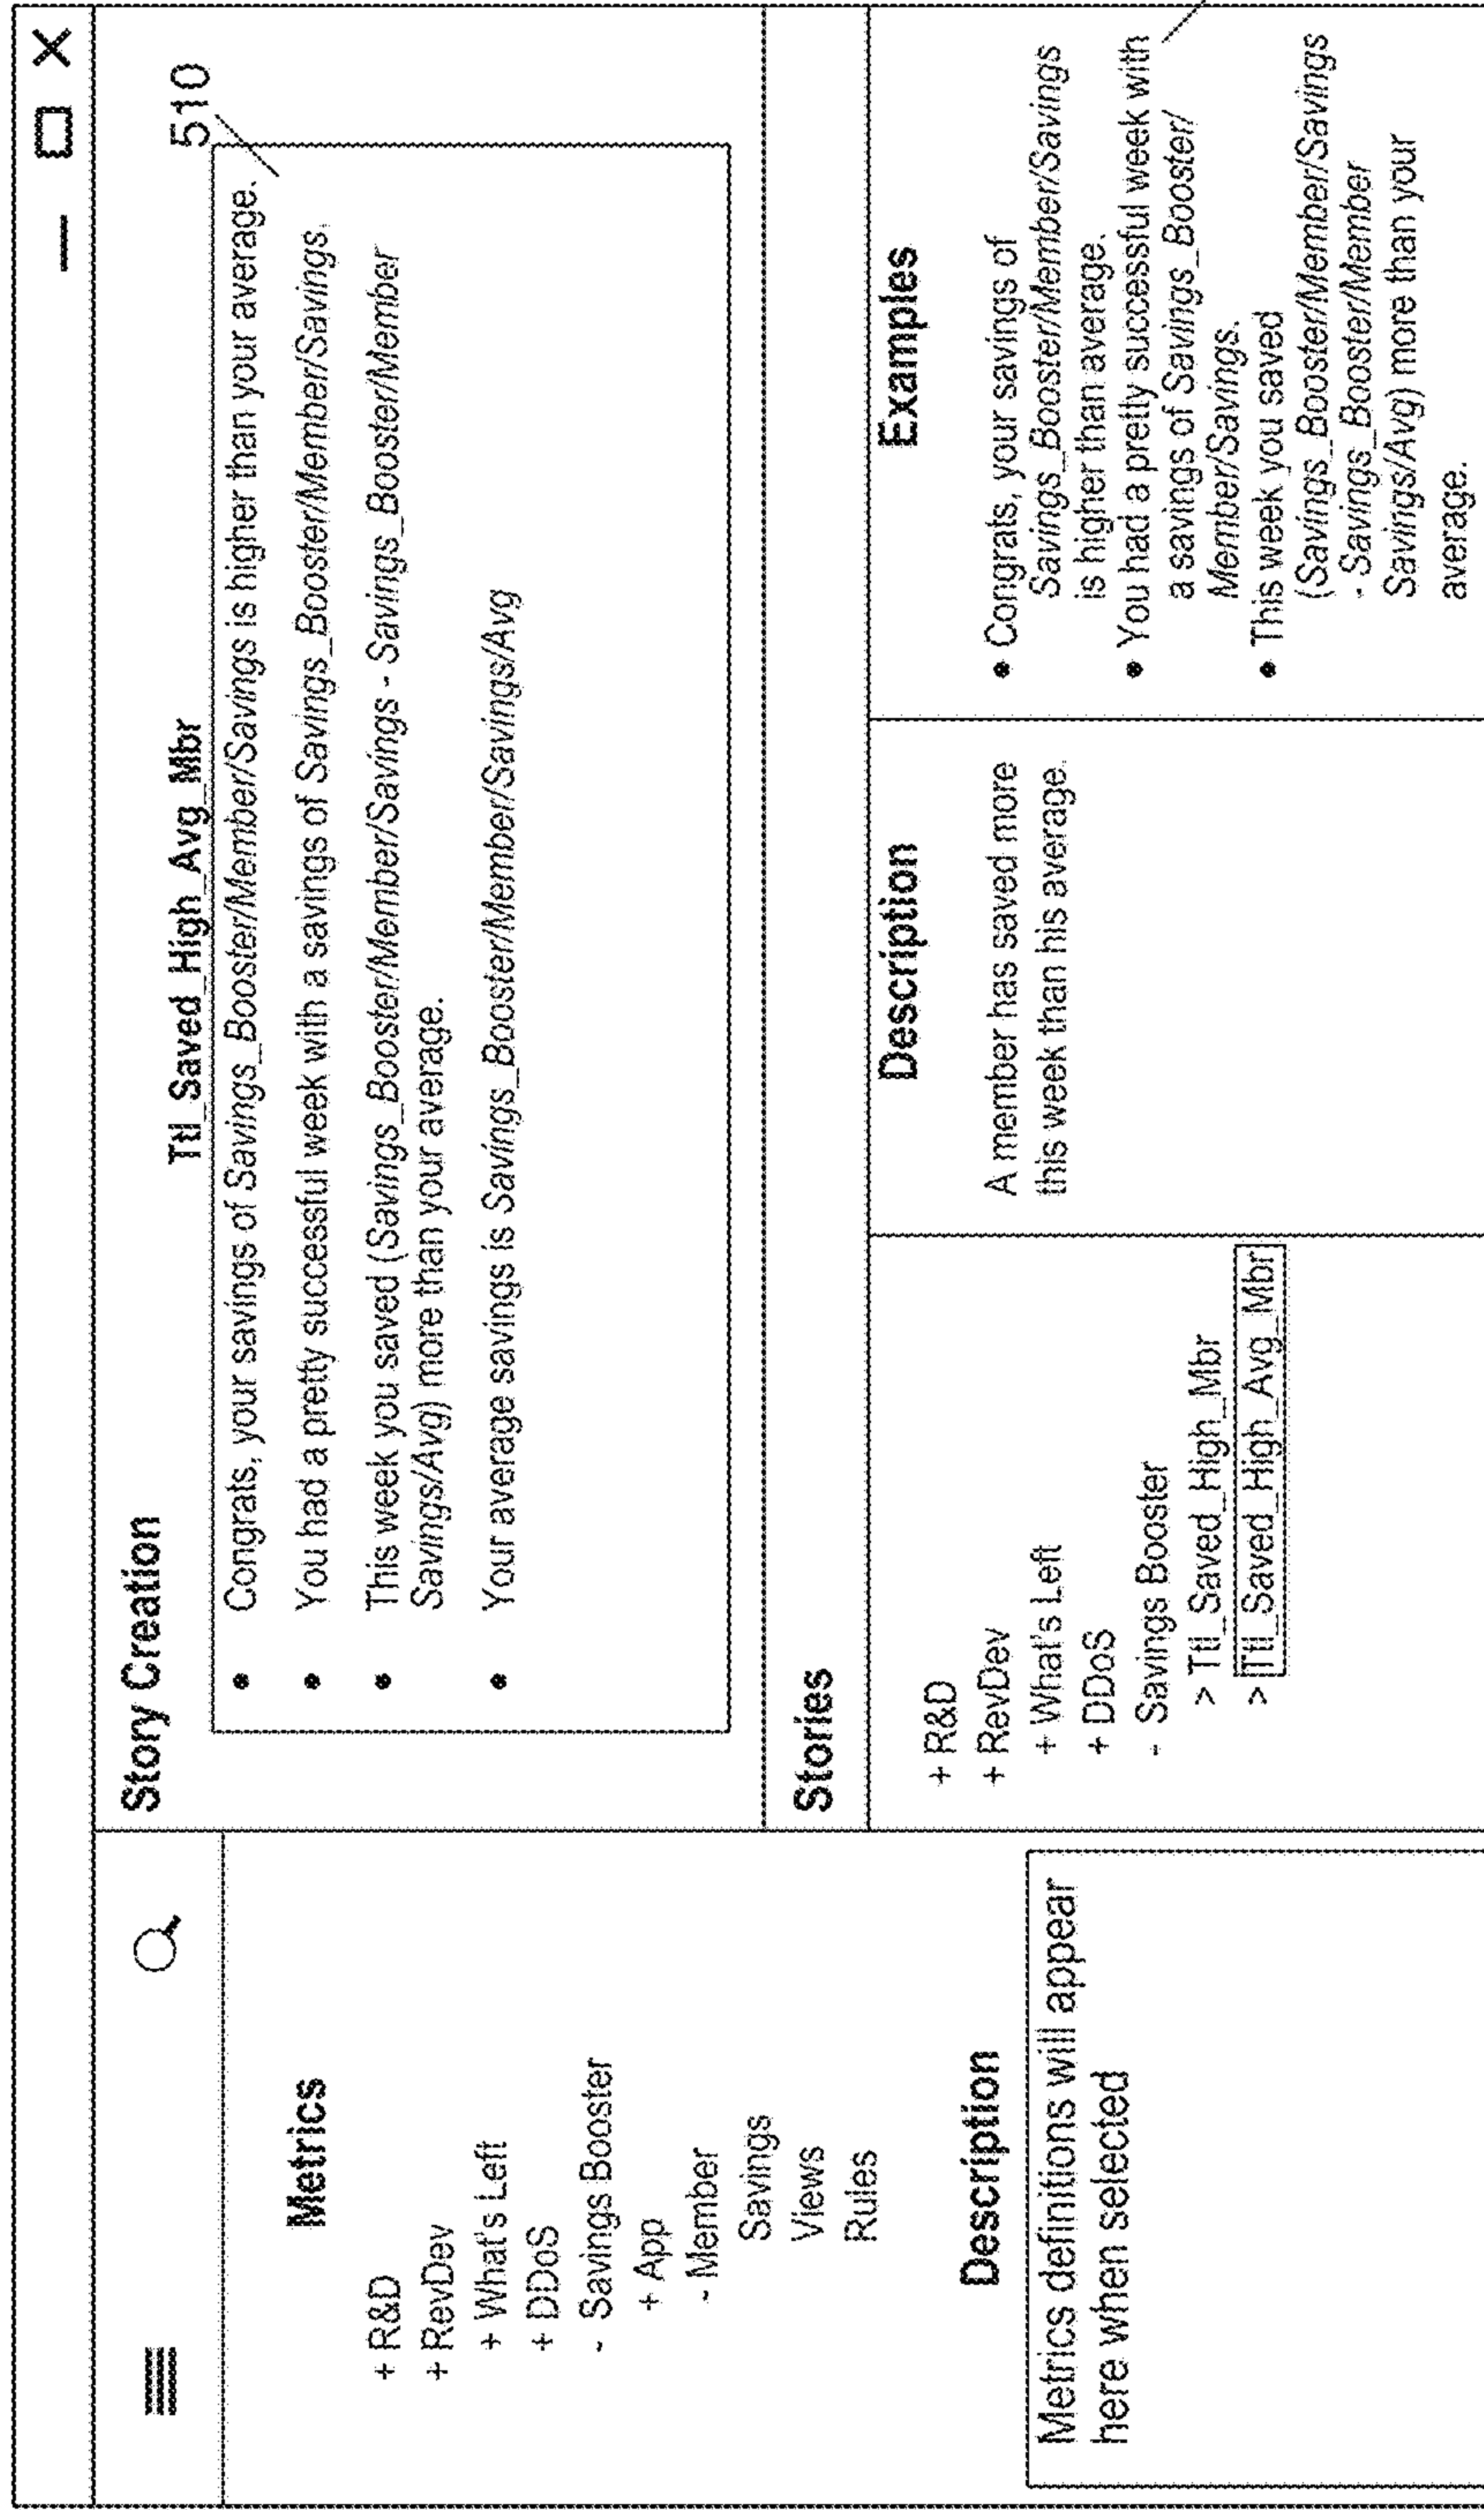 Story Creation
Ttl_Saved_High_Avg_Mbr
510
• Congrats, your savings of Savings_Booster/Member/Savings is higher than your average.
• You had a pretty successful week with a savings of Savings_Booster/Member/Savings.
• This week you saved (Savings_Booster/Member/Savings - Savings_Booster/Member
Savings/Avg) more than your average.
• Your average savings is Savings_Booster/Member/Savings/Avg
Metrics
+ R&D
+ RevDev
+ What's Left
+ DDoS
- Savings Booster
+ App
- Member
Savings
Views
Rules
Description
Metrics definitions will appear
here when selected
Stories
+ R&D
+ RevDev
+ What's Left
+ DDoS
- Savings Booster
> Ttl_Saved_High_Mbr
> Ttl_Saved_High_Avg_Mbr
Description
A member has saved more
this week than his average.
Examples
• Congrats, your savings of
Savings_Booster/Member/Savings
is higher than average.
• You had a pretty successful week with
a savings of Savings_Booster/
Member/Savings.
• This week you saved
(Savings_Booster/Member/Savings
- Savings_Booster/Member
Savings/Avg) more than your
average.